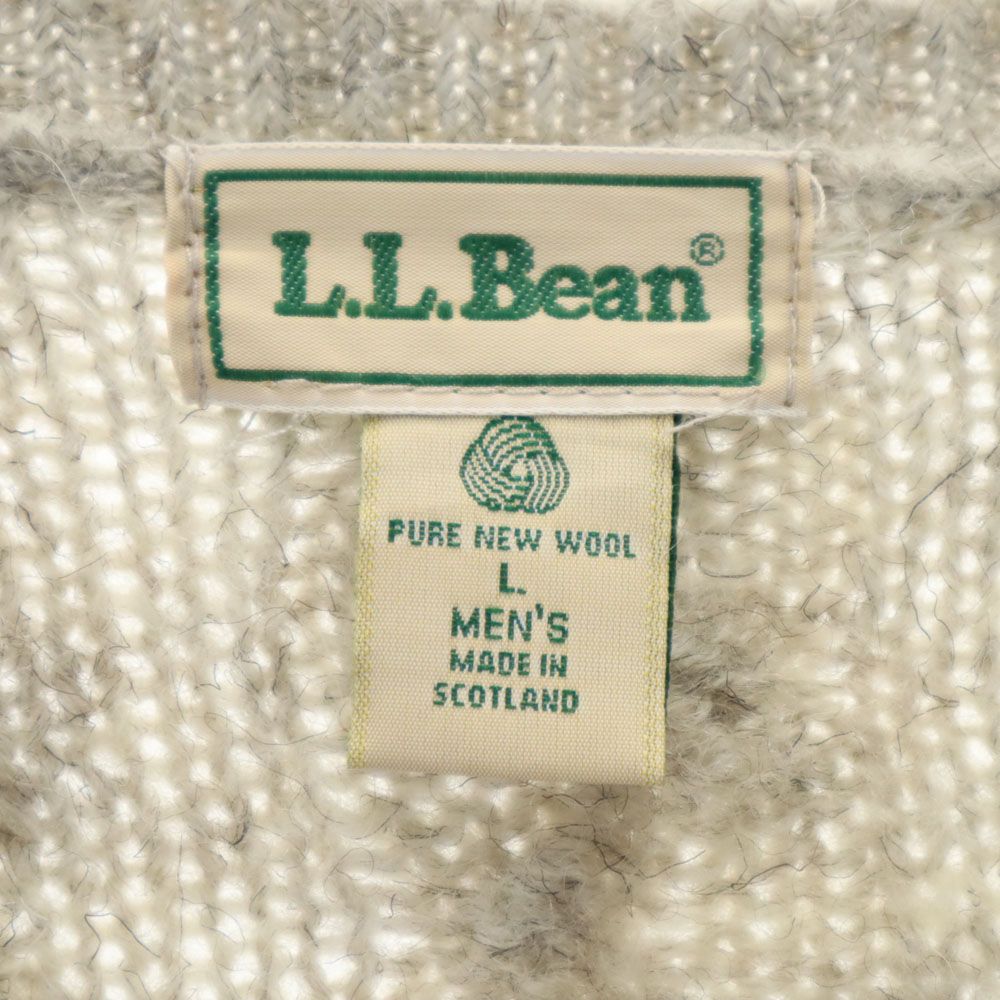 L.L.Bean®
PURE NEW WOOL
L.
MEN'S
MADE IN
SCOTLAND